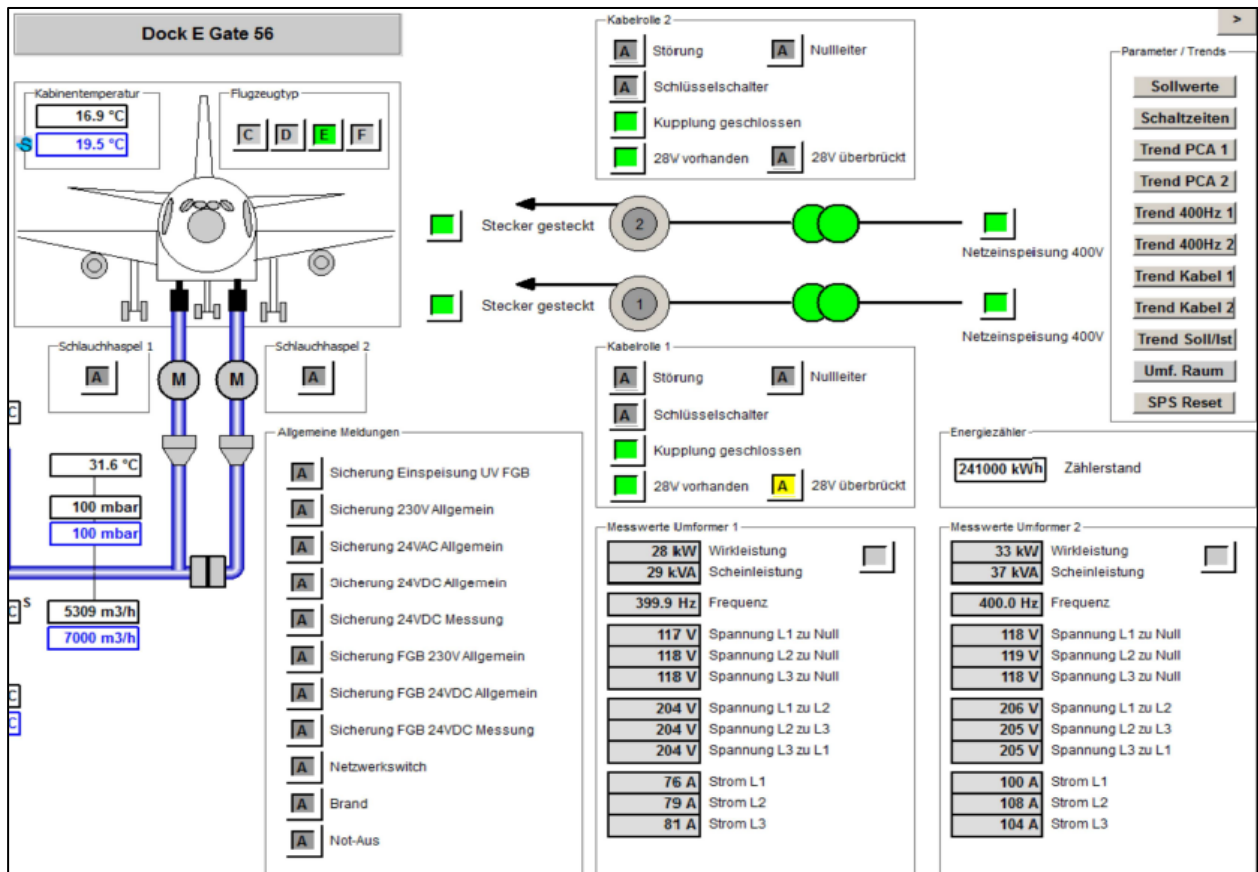 Dock E Gate 56
>
Kabinentemperatur
16.9 °C
S
19.5 °C
Flugzeugtyp
C D E F
Kabelrolle 2
A Störung
A Nullleiter
A Schlüsselschalter
Kupplung geschlossen
28V vorhanden
A 28V überbrückt
Stecker gesteckt
2
Netzeinspeisung 400V
Stecker gesteckt
1
Netzeinspeisung 400V
Parameter / Trends
Sollwerte
Schaltzeiten
Trend PCA 1
Trend PCA 2
Trend 400Hz 1
Trend 400Hz 2
Trend Kabel 1
Trend Kabel 2
Trend Soll/Ist
Umf. Raum
SPS Reset
Schlauchhaspel 1
A
M
M
Schlauchhaspel 2
A
Kabelrolle 1
A Störung
A Nullleiter
A Schlüsselschalter
Kupplung geschlossen
28V vorhanden
A 28V überbrückt
C
31.6 °C
100 mbar
100 mbar
C S
5309 m3/h
7000 m3/h
C
C
Allgemeine Meldungen
A Sicherung Einspeisung UV FGB
A Sicherung 230V Allgemein
A Sicherung 24VAC Allgemein
A Sicherung 24VDC Allgemein
A Sicherung 24VDC Messung
A Sicherung FGB 230V Allgemein
A Sicherung FGB 24VDC Allgemein
A Sicherung FGB 24VDC Messung
A Netzwerkswitch
A Brand
A Not-Aus
Energiezähler
241000 kWh Zählerstand
Messwerte Umformer 1
28 kW Wirkleistung
29 kVA Scheinleistung
399.9 Hz Frequenz
117 V Spannung L1 zu Null
118 V Spannung L2 zu Null
118 V Spannung L3 zu Null
204 V Spannung L1 zu L2
204 V Spannung L2 zu L3
204 V Spannung L3 zu L1
76 A Strom L1
79 A Strom L2
81 A Strom L3
Messwerte Umformer 2
33 kW Wirkleistung
37 kVA Scheinleistung
400.0 Hz Frequenz
118 V Spannung L1 zu Null
119 V Spannung L2 zu Null
118 V Spannung L3 zu Null
206 V Spannung L1 zu L2
205 V Spannung L2 zu L3
205 V Spannung L3 zu L1
100 A Strom L1
108 A Strom L2
104 A Strom L3